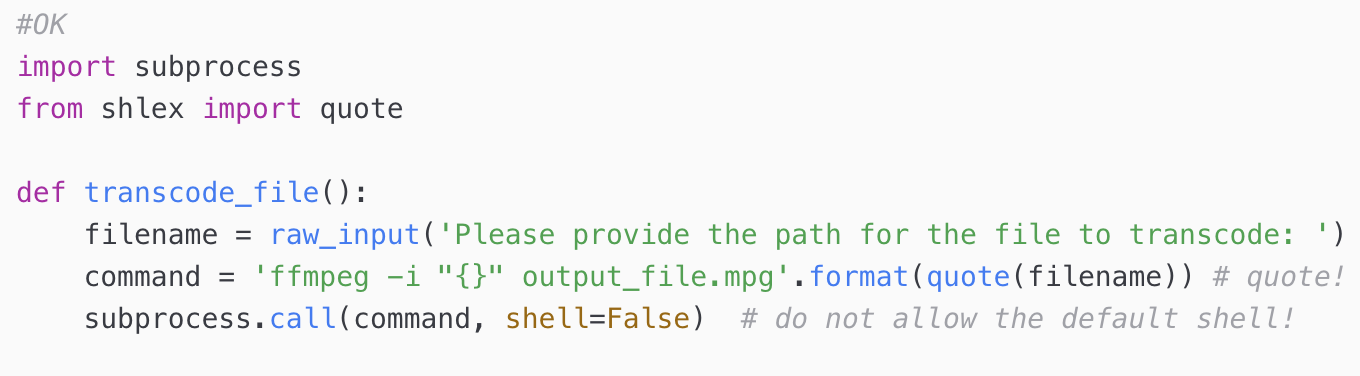 #OK
import subprocess
from shlex import quote

def transcode_file():
    filename = raw_input('Please provide the path for the file to transcode: ')
    command = 'ffmpeg -i "{}" output_file.mpg'.format(quote(filename)) # quote!
    subprocess.call(command, shell=False)  # do not allow the default shell!